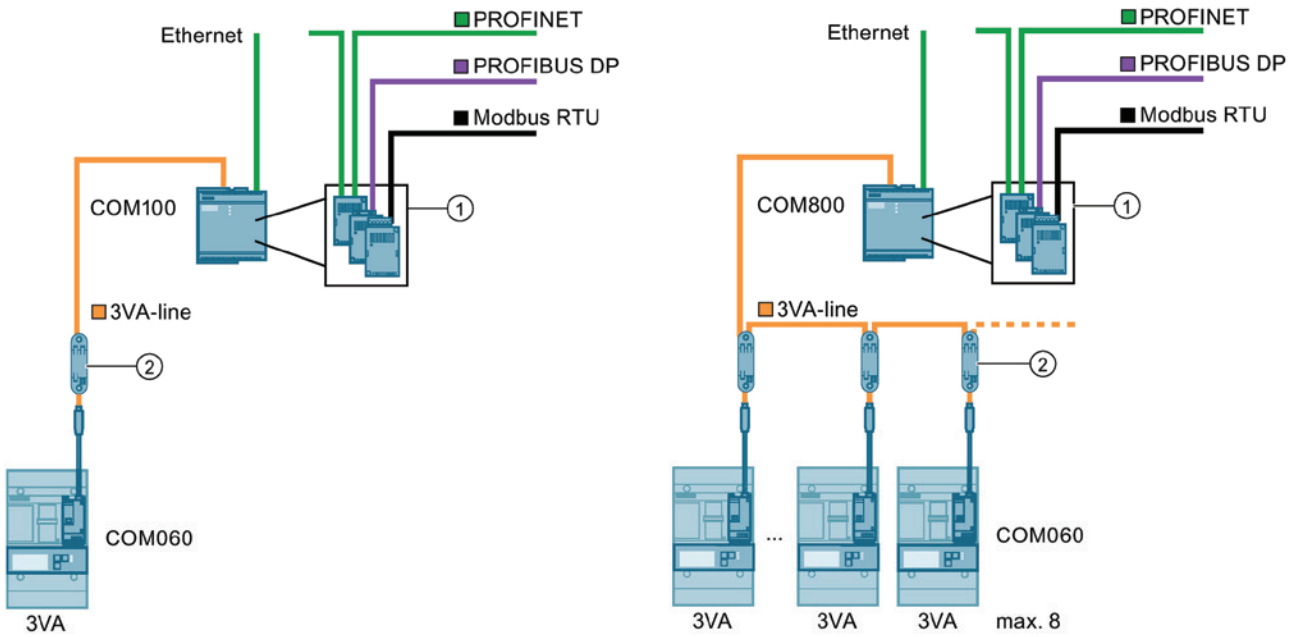 Ethernet
PROFINET
PROFIBUS DP
Modbus RTU
COM100
1
3VA-line
2
COM060
3VA
Ethernet
PROFINET
PROFIBUS DP
Modbus RTU
COM800
1
3VA-line
2
...
COM060
3VA 3VA 3VA max. 8